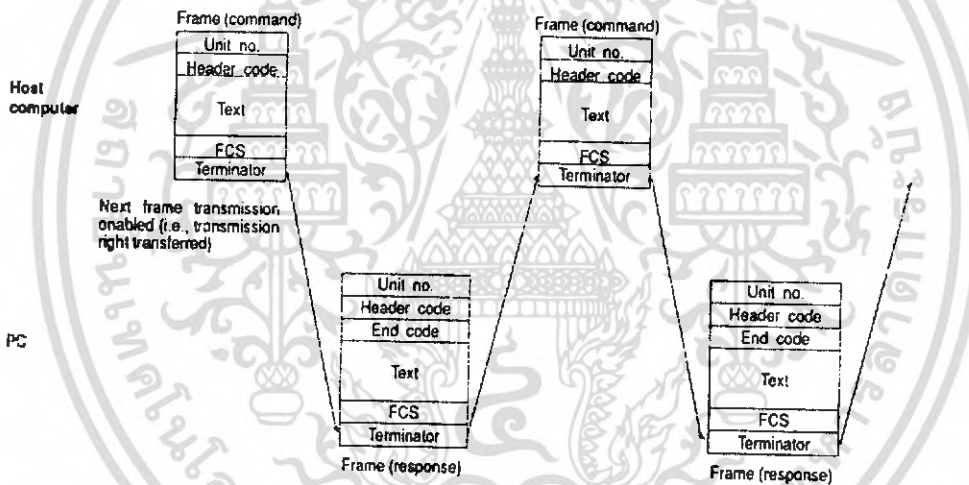 Frame (command)
Unit no.
Header code
Text
FCS
Terminator
Host
computer
Next frame transmission
enabled (i.e., transmission
right transferred)
Frame (command)
Unit no.
Header code
Text
FCS
Terminator
PC
Unit no.
Header code
End code
Text
FCS
Terminator
Frame (response)
Unit no.
Header code
End code
Text
FCS
Terminator
Frame (response)